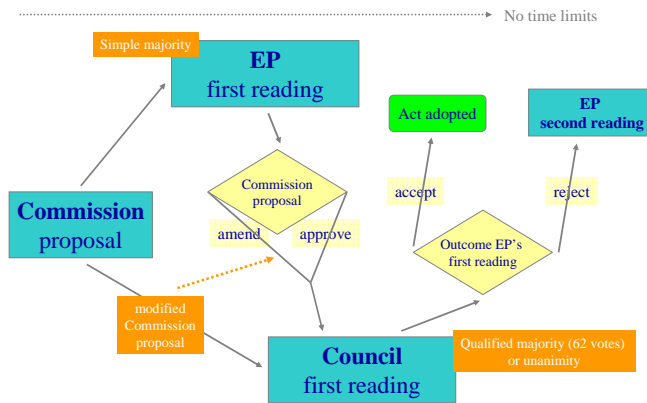 No time limits
Simple majority
EP
first reading
Act adopted
EP
second reading
Commission
proposal
accept
reject
Commission
proposal
amend
approve
Outcome EP's
first reading
modified
Commission
proposal
Council
first reading
Qualified majority (62 votes)
or unanimity